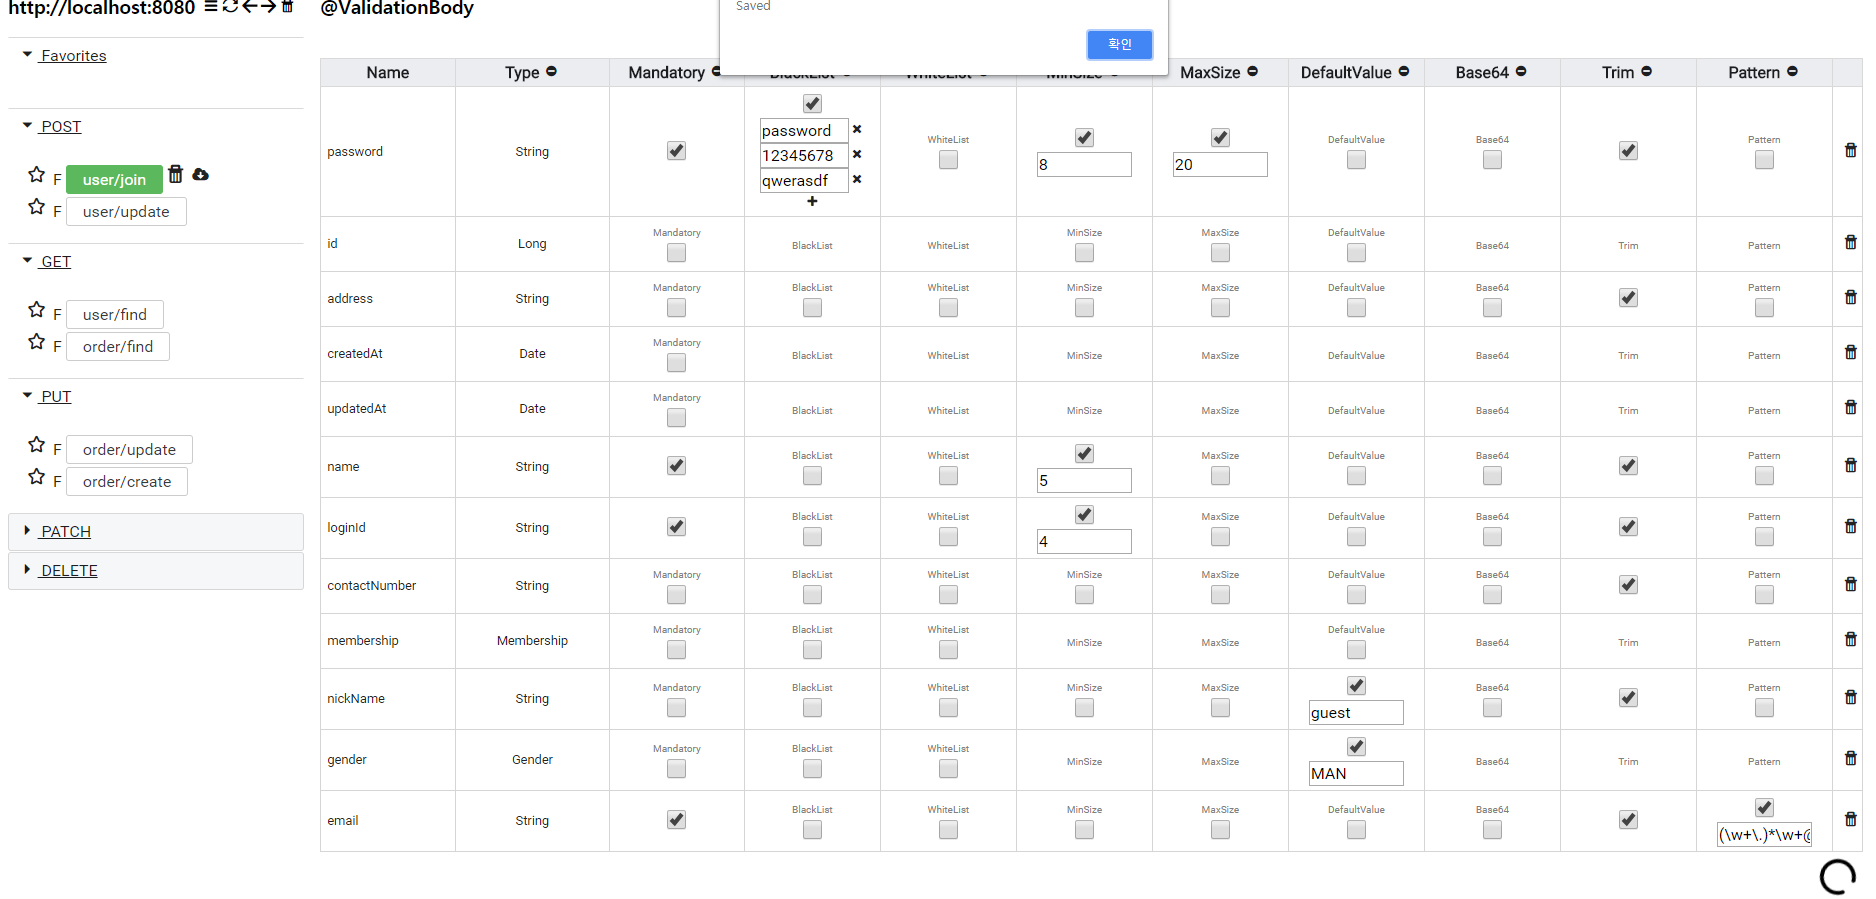 http://localhost:8080
@ValidationBody
Saved
확인
Favorites
POST
F user/join
F user/update
GET
F user/find
F order/find
PUT
F order/update
F order/create
PATCH
DELETE
Name Type Mandatory BlackList WhiteList MinSize MaxSize DefaultValue Base64 Trim Pattern
password String WhiteList DefaultValue Base64 Pattern
password
12345678
qwerasdf
8 20
id Long Mandatory BlackList WhiteList MinSize MaxSize DefaultValue Base64 Trim Pattern
address String Mandatory BlackList WhiteList MinSize MaxSize DefaultValue Base64 Pattern
createdAt Date Mandatory BlackList WhiteList MinSize MaxSize DefaultValue Base64 Trim Pattern
updatedAt Date Mandatory BlackList WhiteList MinSize MaxSize DefaultValue Base64 Trim Pattern
name String BlackList WhiteList 5 MaxSize DefaultValue Base64 Pattern
loginId String BlackList WhiteList 4 MaxSize DefaultValue Base64 Pattern
contactNumber String Mandatory BlackList WhiteList MinSize MaxSize DefaultValue Base64 Pattern
membership Membership Mandatory BlackList WhiteList MinSize MaxSize DefaultValue Base64 Trim Pattern
nickName String Mandatory BlackList WhiteList MinSize MaxSize guest Base64 Pattern
gender Gender Mandatory BlackList WhiteList MinSize MaxSize MAN Base64 Trim Pattern
email String BlackList WhiteList MinSize MaxSize DefaultValue Base64 (\w+\.)*\w+@